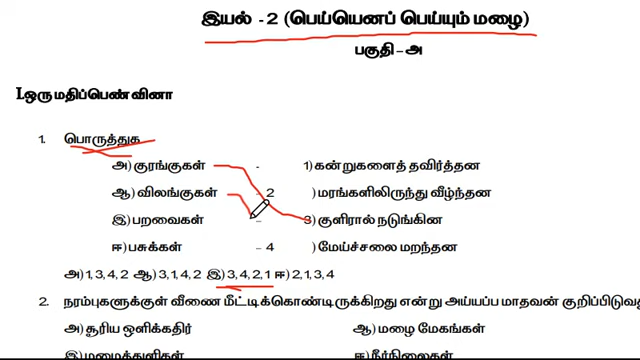 இயல் - 2 (பெய்யெனப் பெய்யும் மழை)
பகுதி – அ
I.ஒரு மதிப்பெண் வினா
1. பொருத்துக
அ) குரங்குகள் - 1)கன்றுகளைத் தவிர்த்தன
ஆ) விலங்குகள் - 2 )மரங்களிலிருந்து வீழ்ந்தன
இ) பறவைகள் – 3)குளிரால் நடுங்கின
ஈ) பசுக்கள் – 4 )மேய்ச்சலை மறந்தன
அ) 1, 3, 4, 2 ஆ) 3,1, 4, 2 இ) 3, 4, 2,1 ஈ) 2,1, 3, 4
2. நரம்புகளுக்குள் வீணை மீட்டிக்கொண்டிருக்கிறது என்று அய்யப்ப மாதவன் குறிப்பிடுவது
அ) சூரிய ஒளிக்கதிர் ஆ) மழை மேகங்கள்
இ) மழைத்துளிகள் ஈ) நீர்நிலைகள்